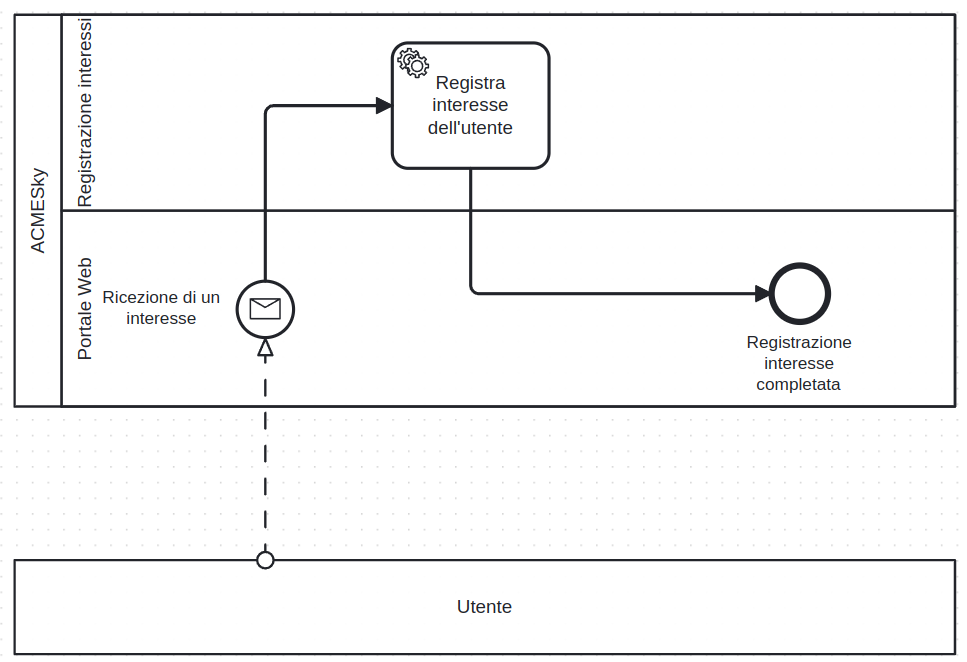 ACMESky
Registrazione interessi
Registra
interesse
dell'utente
Portale Web
Ricezione di un
interesse
Registrazione
interesse
completata
Utente